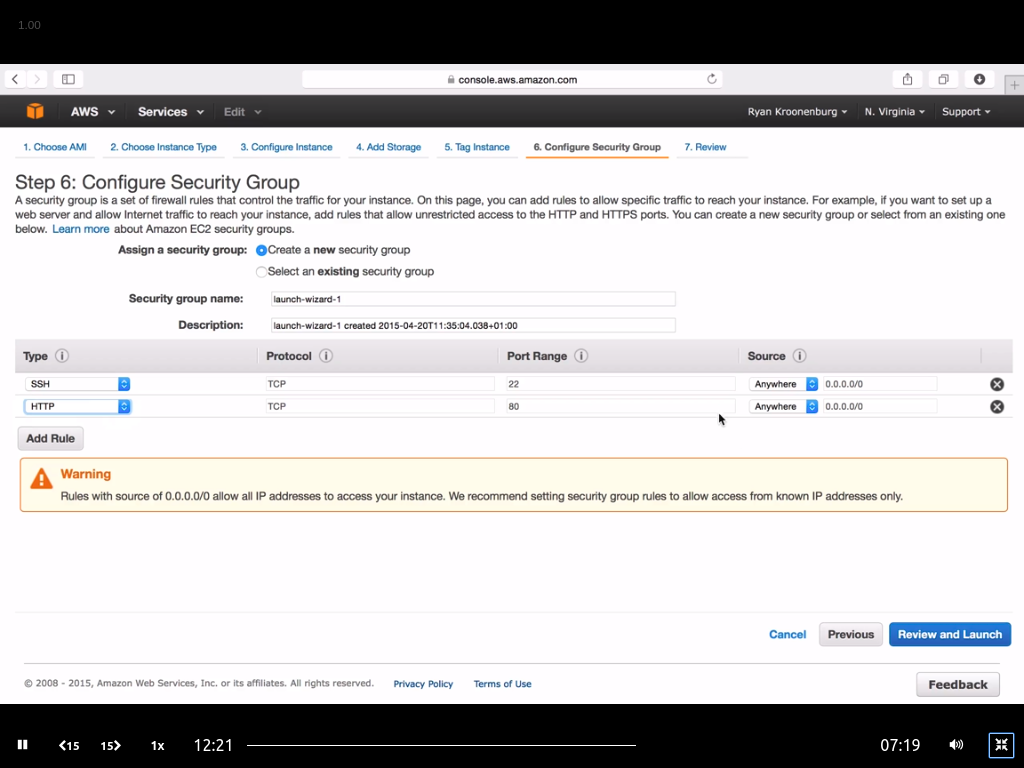 1.00
console.aws.amazon.com
AWS Services Edit Ryan Kroonenburg N. Virginia Support
1. Choose AMI 2. Choose Instance Type 3. Configure Instance 4. Add Storage 5. Tag Instance 6. Configure Security Group 7. Review
Step 6: Configure Security Group
A security group is a set of firewall rules that control the traffic for your instance. On this page, you can add rules to allow specific traffic to reach your instance. For example, if you want to set up a
web server and allow Internet traffic to reach your instance, add rules that allow unrestricted access to the HTTP and HTTPS ports. You can create a new security group or select from an existing one
below. Learn more about Amazon EC2 security groups.
Assign a security group: Create a new security group
Select an existing security group
Security group name: launch-wizard-1
Description: launch-wizard-1 created 2015-04-20T11:35:04.038+01:00
Type Protocol Port Range Source
SSH TCP 22 Anywhere 0.0.0.0/0
HTTP TCP 80 Anywhere 0.0.0.0/0
Add Rule
Warning
Rules with source of 0.0.0.0/0 allow all IP addresses to access your instance. We recommend setting security group rules to allow access from known IP addresses only.
Cancel Previous Review and Launch
© 2008 - 2015, Amazon Web Services, Inc. or its affiliates. All rights reserved. Privacy Policy Terms of Use Feedback
15 15 1x 12:21 07:19